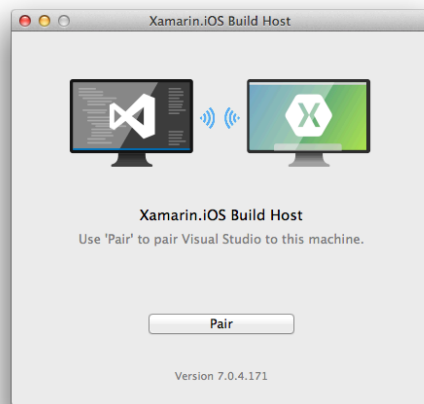 Xamarin.iOS Build Host
Xamarin.iOS Build Host
Use 'Pair' to pair Visual Studio to this machine.
Pair
Version 7.0.4.171